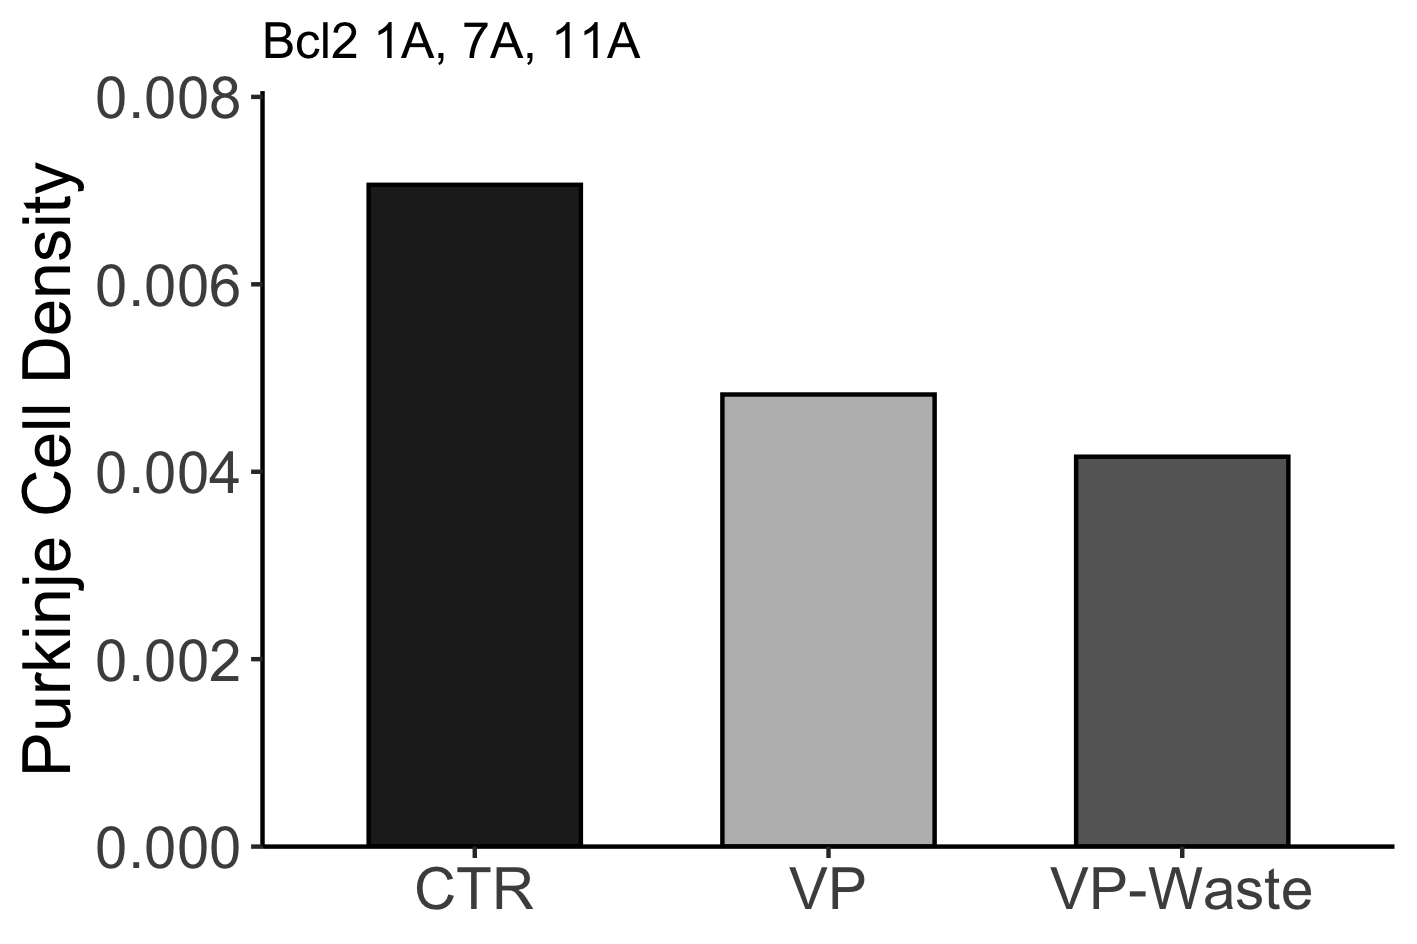 Bcl2 1A, 7A, 11A
Purkinje Cell Density
0.008
0.006
0.004
0.002
0.000
CTR VP VP-Waste